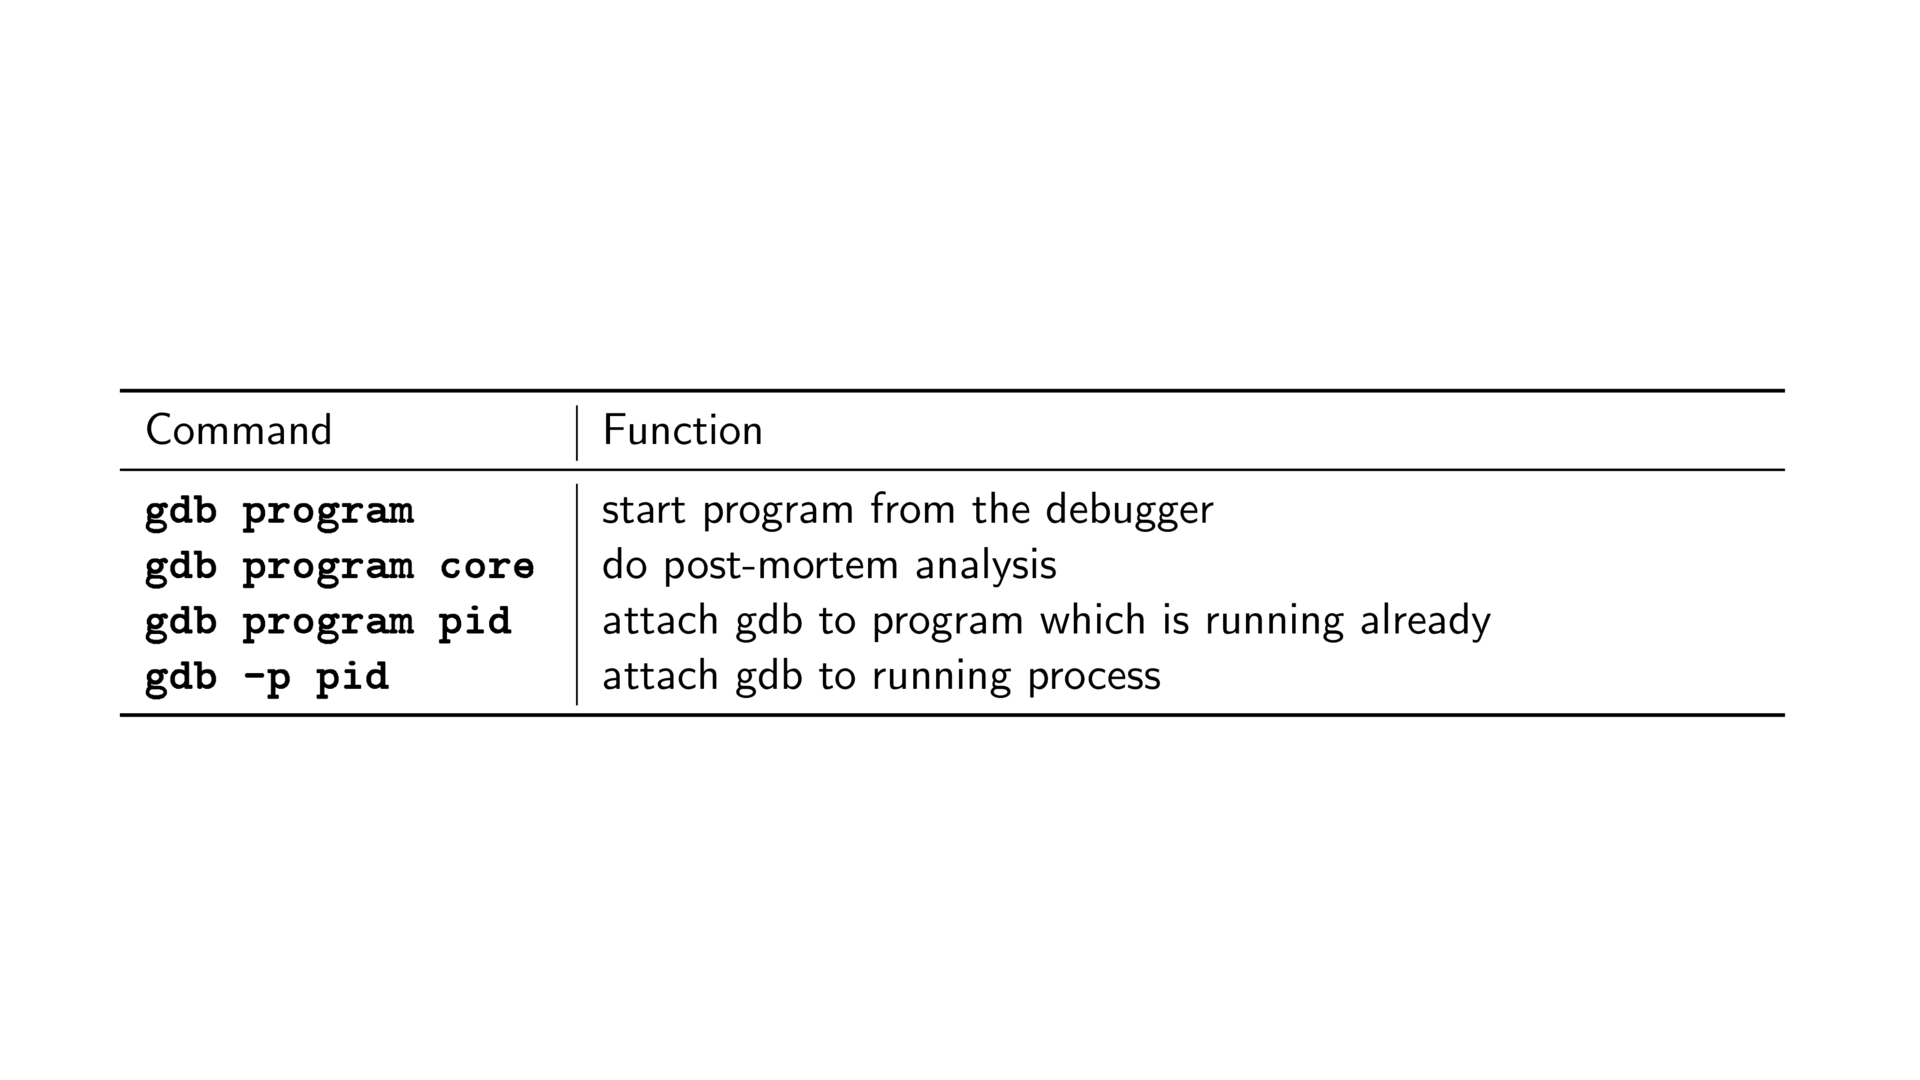 Command Function
gdb program start program from the debugger
gdb program core do post-mortem analysis
gdb program pid attach gdb to program which is running already
gdb -p pid attach gdb to running process